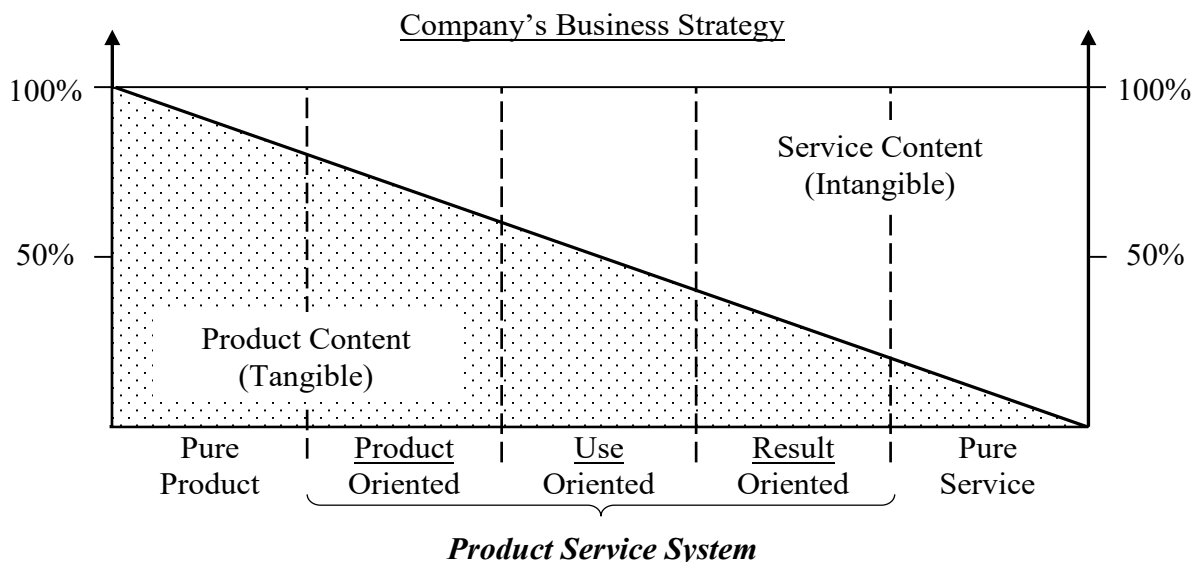 Company’s Business Strategy
100%
100%
Service Content
(Intangible)
50%
50%
Product Content
(Tangible)
Pure
Product
Product
Oriented
Use
Oriented
Result
Oriented
Pure
Service
Product Service System